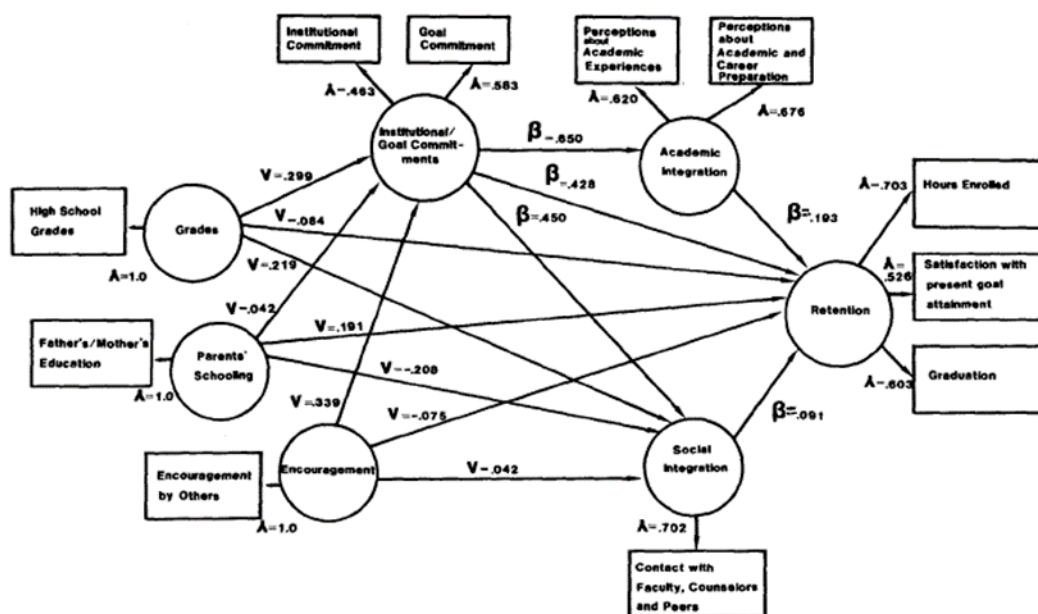 Institutional
Commitment
Goal
Commitment
Perceptions
about
Academic
Experiences
Perceptions
about
Academic and
Career
Preparation
λ-.463
λ=.583
λ=.620
λ=.676
Institutional/
Goal Commit-
ments
β-.650
Academic
Integration
β=.428
β=.450
V=.299
V-.084
V=.219
High School
Grades
Grades
λ=1.0
λ-.703
Hours Enrolled
β=.193
λ=
.526
Satisfaction with
present goal
attainment
Retention
V-.042
V=.191
Father's/Mother's
Education
Parents'
Schooling
λ=1.0
V=-.208
V=.339
V=-.075
λ-.603
Graduation
β=.091
Encouragement
by Others
Encouragement
λ=1.0
V-.042
Social
Integration
λ=.702
Contact with
Faculty, Counselors
and Peers